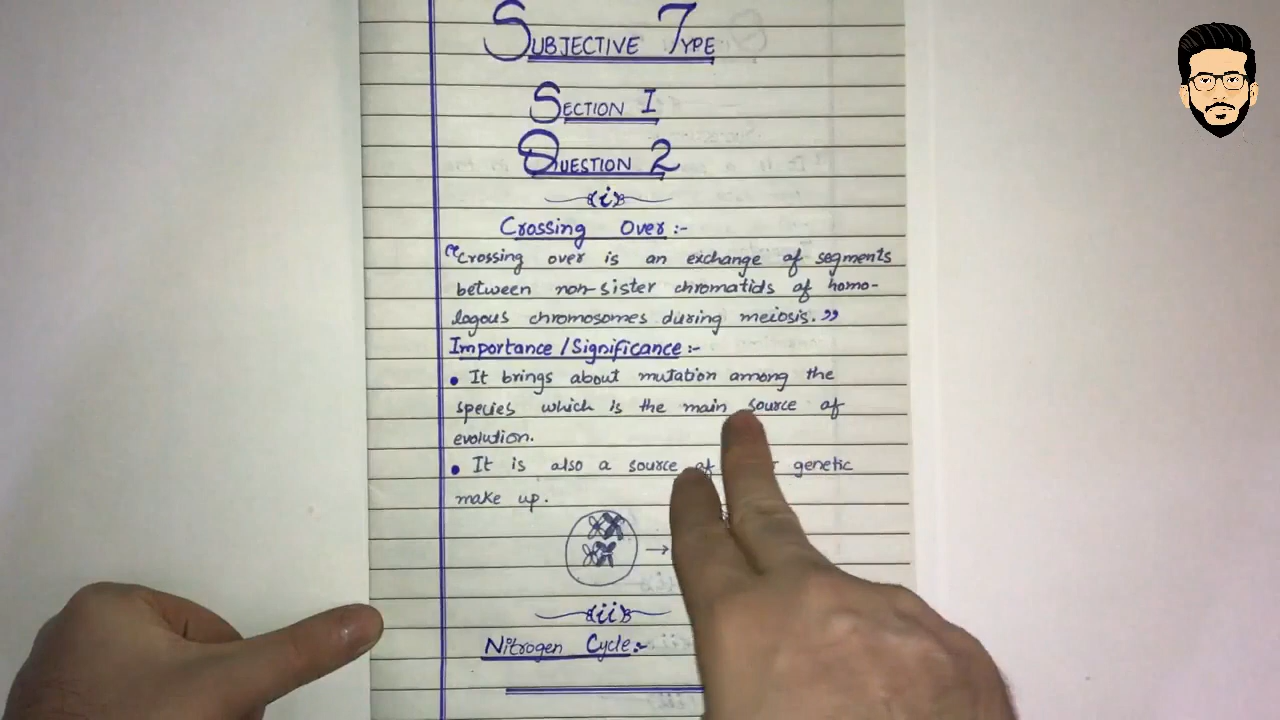 SUBJECTIVE TYPE
SECTION I
QUESTION 2
(i)
Crossing Over :-
"Crossing over is an exchange of segments
between non-sister chromatids of homo-
logous chromosomes during meiosis."
Importance/Significance :-
• It brings about mutation among the
species which is the main source of
evolution.
• It is also a source of genetic
make up.
(ii)
Nitrogen Cycle:-